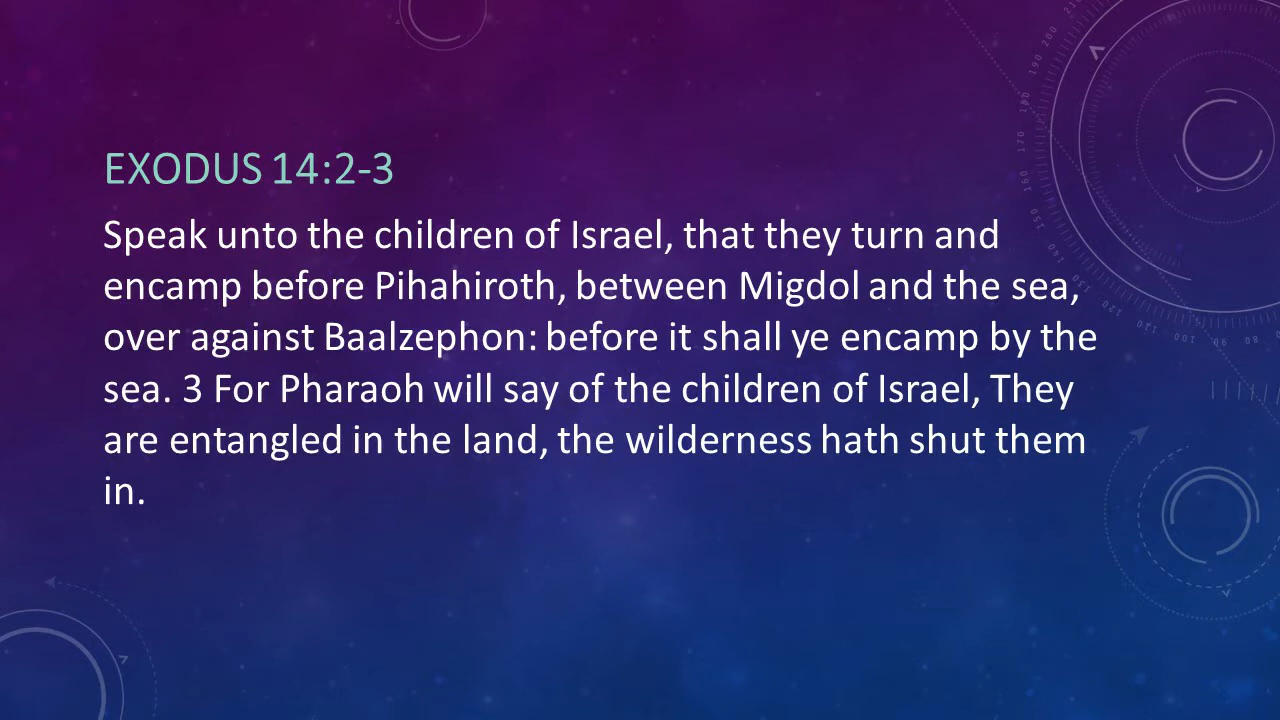 EXODUS 14:2-3
Speak unto the children of Israel, that they turn and
encamp before Pihahiroth, between Migdol and the sea,
over against Baalzephon: before it shall ye encamp by the
sea. 3 For Pharaoh will say of the children of Israel, They
are entangled in the land, the wilderness hath shut them
in.